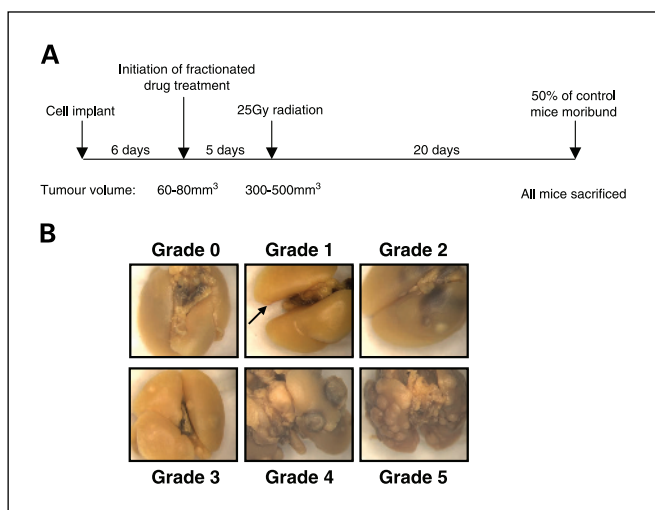 A
Initiation of fractionated
drug treatment
Cell implant
25Gy radiation
50% of control
mice moribund
6 days
5 days
20 days
Tumour volume:
60-80mm³
300-500mm³
All mice sacrificed
B
Grade 0
Grade 1
Grade 2
Grade 3
Grade 4
Grade 5